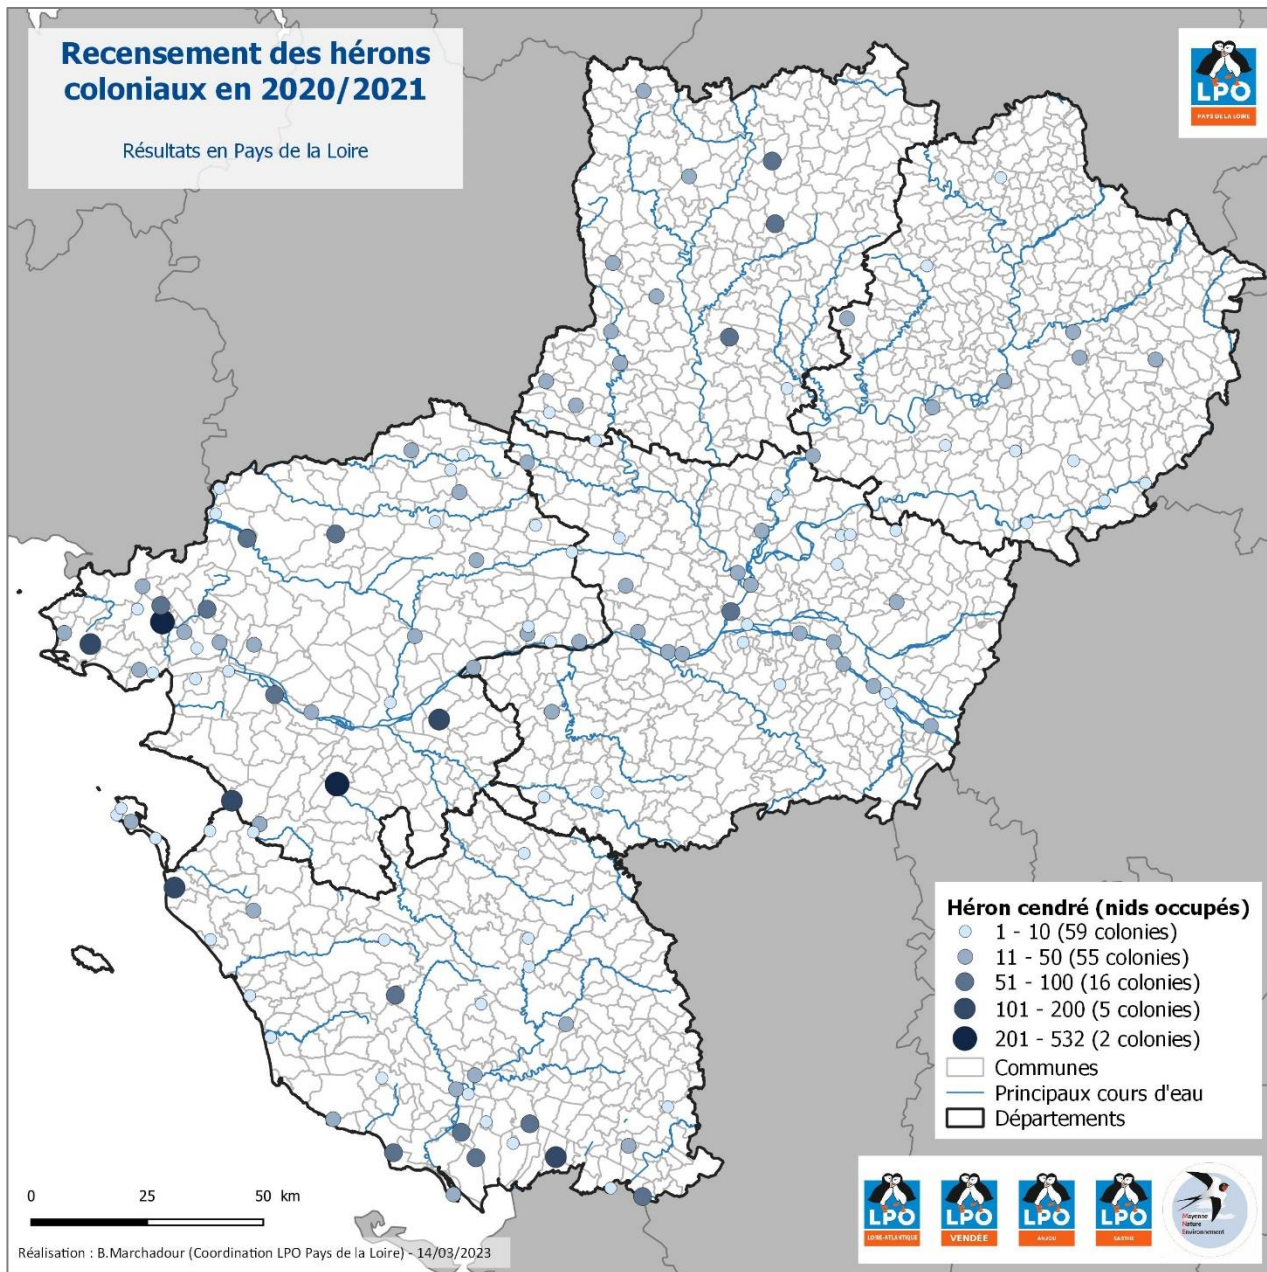 Recensement des hérons
coloniaux en 2020/2021
Résultats en Pays de la Loire
LPO
PAYS DE LA LOIRE
Héron cendré (nids occupés)
1 - 10 (59 colonies)
11 - 50 (55 colonies)
51 - 100 (16 colonies)
101 - 200 (5 colonies)
201 - 532 (2 colonies)
Communes
Principaux cours d'eau
Départements
0 25 50 km
Réalisation : B.Marchadour (Coordination LPO Pays de la Loire) - 14/03/2023
LPO
LOIRE-ATLANTIQUE
LPO
VENDÉE
LPO
ANJOU
LPO
SARTHE
Mayenne
Nature
Environnement